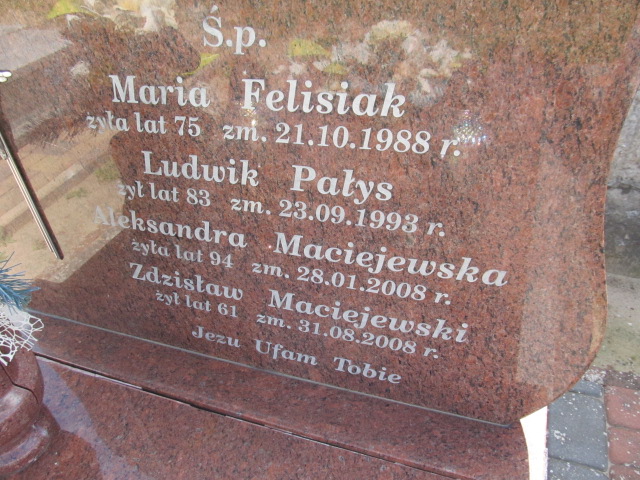 Ś.p.
Maria Felisiak
żyła lat 75 zm. 21.10.1988 r.
Ludwik Pałys
żył lat 83 zm. 23.09.1993 r.
Aleksandra Maciejewska
żyła lat 94 zm. 28.01.2008 r.
Zdzisław Maciejewski
żył lat 61 zm. 31.08.2008 r.
Jezu Ufam Tobie